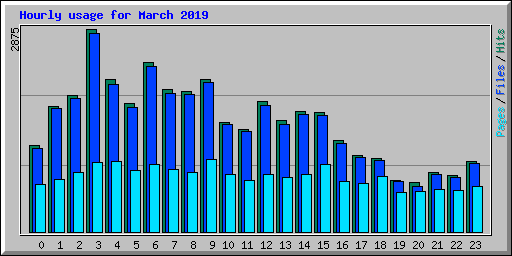 Hourly usage for March 2019
2875
Pages/Files/Hits
0 1 2 3 4 5 6 7 8 9 10 11 12 13 14 15 16 17 18 19 20 21 22 23